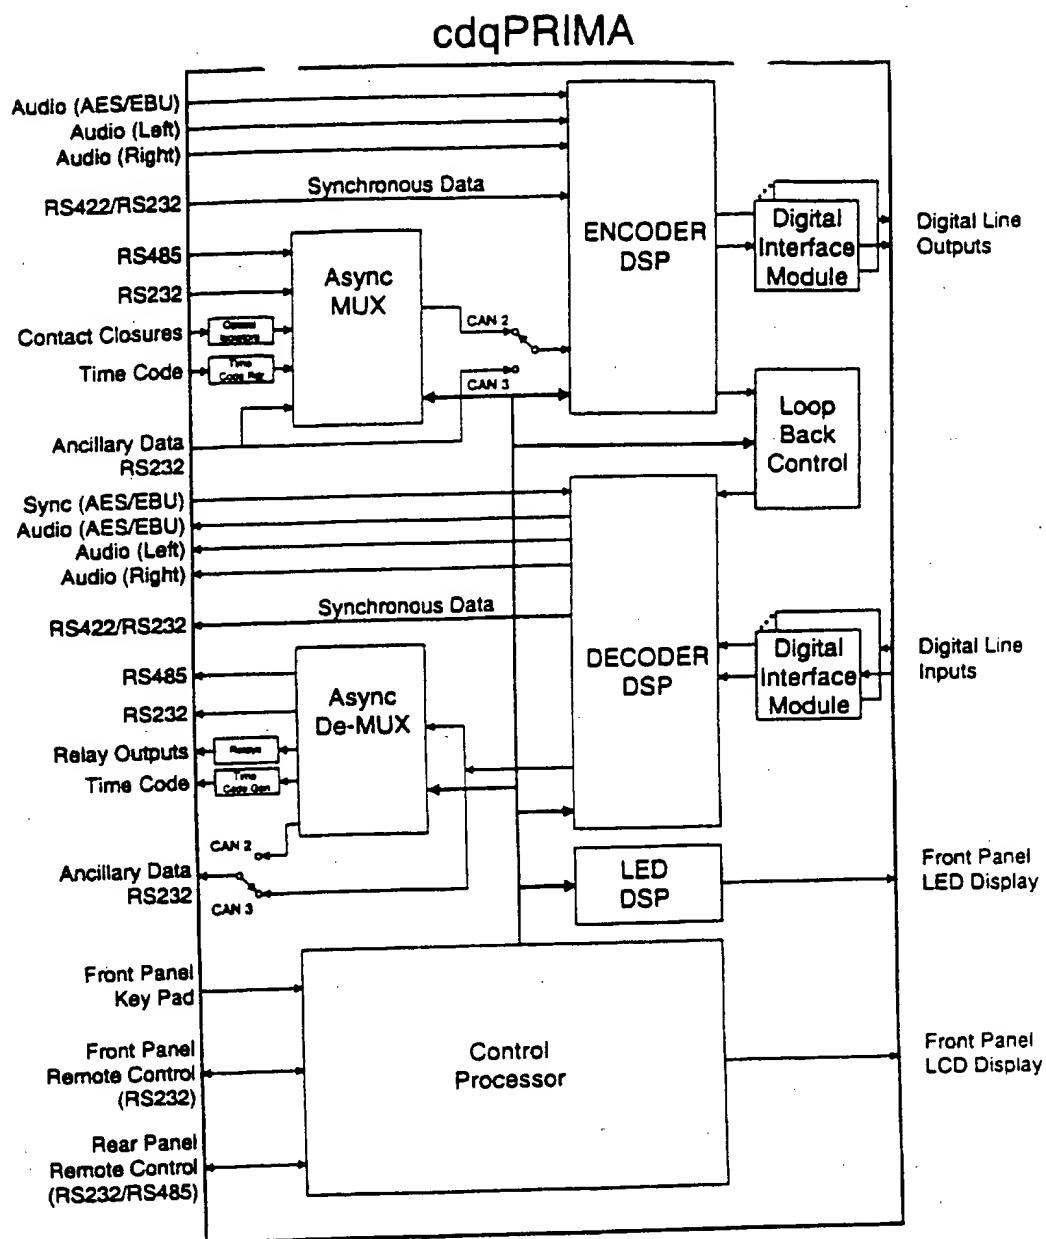 cdqPRIMA
Audio (AES/EBU)
Audio (Left)
Audio (Right)
Synchronous Data
RS422/RS232
ENCODER
DSP
Digital
Interface
Module
Digital Line
Outputs
RS485
RS232
Async
MUX
Contact Closures
Time Code
Time
Code Rdr
CAN 2
CAN 3
Ancillary Data
RS232
Loop
Back
Control
Sync (AES/EBU)
Audio (AES/EBU)
Audio (Left)
Audio (Right)
Synchronous Data
RS422/RS232
DECODER
DSP
Digital
Interface
Module
Digital Line
Inputs
RS485
RS232
Async
De-MUX
Relay Outputs
Relays
Time Code
Time
Code Gen
CAN 2
Ancillary Data
RS232
CAN 3
LED
DSP
Front Panel
LED Display
Front Panel
Key Pad
Front Panel
Remote Control
(RS232)
Control
Processor
Front Panel
LCD Display
Rear Panel
Remote Control
(RS232/RS485)